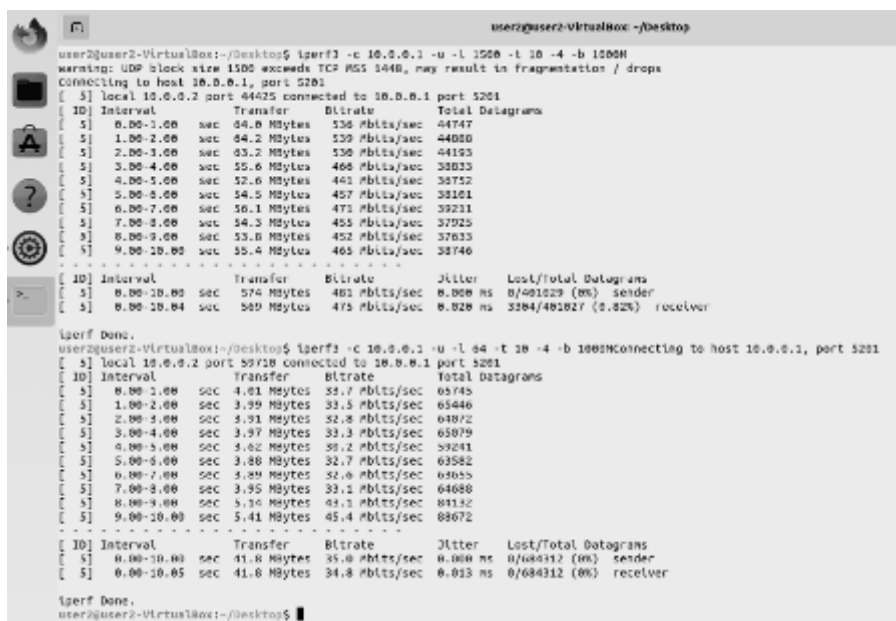 user2@user2-VirtualBox: ~/Desktop
user2@user2-VirtualBox:~/Desktop$ iperf3 -c 10.0.0.1 -u -l 1500 -t 10 -4 -b 1000M
warning: UDP block size 1500 exceeds TCP MSS 1448, may result in fragmentation / drops
Connecting to host 10.0.0.1, port 5201
[ 5] local 10.0.0.2 port 44425 connected to 10.0.0.1 port 5201
[ ID] Interval Transfer Bitrate Total Datagrams
[ 5] 0.00-1.00 sec 64.0 MBytes 536 Mbits/sec 44747
[ 5] 1.00-2.00 sec 64.2 MBytes 539 Mbits/sec
[ 5] 2.00-3.00 sec 63.2 MBytes 530 Mbits/sec 44193
[ 5] 3.00-4.00 sec 55.6 MBytes 466 Mbits/sec 38833
[ 5] 4.00-5.00 sec 52.6 MBytes 441 Mbits/sec 36752
[ 5] 5.00-6.00 sec 54.5 MBytes 457 Mbits/sec 38101
[ 5] 6.00-7.00 sec 56.1 MBytes 471 Mbits/sec 39211
[ 5] 7.00-8.00 sec 54.3 MBytes 455 Mbits/sec 37925
[ 5] 8.00-9.00 sec 53.8 MBytes 452 Mbits/sec 37633
[ 5] 9.00-10.00 sec 55.4 MBytes 465 Mbits/sec 38746
- - - - - - - - - - - - - - - - - - - - - - - - -
[ ID] Interval Transfer Bitrate Jitter Lost/Total Datagrams
[ 5] 0.00-10.00 sec 574 MBytes 481 Mbits/sec 0.000 ms 0/401029 (0%) sender
[ 5] 0.00-10.04 sec 569 MBytes 475 Mbits/sec 0.020 ms 3304/401027 (0.82%) receiver
iperf Done.
user2@user2-VirtualBox:~/Desktop$ iperf3 -c 10.0.0.1 -u -l 64 -t 10 -4 -b 1000MConnecting to host 10.0.0.1, port 5201
[ 5] local 10.0.0.2 port 59710 connected to 10.0.0.1 port 5201
[ ID] Interval Transfer Bitrate Total Datagrams
[ 5] 0.00-1.00 sec 4.01 MBytes 33.7 Mbits/sec 65745
[ 5] 1.00-2.00 sec 3.99 MBytes 33.5 Mbits/sec 65446
[ 5] 2.00-3.00 sec 3.91 MBytes 32.8 Mbits/sec 64072
[ 5] 3.00-4.00 sec 3.97 MBytes 33.3 Mbits/sec 65079
[ 5] 4.00-5.00 sec 3.62 MBytes 30.2 Mbits/sec 59241
[ 5] 5.00-6.00 sec 3.88 MBytes 32.7 Mbits/sec 63582
[ 5] 6.00-7.00 sec 3.89 MBytes 32.6 Mbits/sec 63655
[ 5] 7.00-8.00 sec 3.95 MBytes 33.1 Mbits/sec 64688
[ 5] 8.00-9.00 sec 5.14 MBytes 43.1 Mbits/sec 84132
[ 5] 9.00-10.00 sec 5.41 MBytes 45.4 Mbits/sec 88672
- - - - - - - - - - - - - - - - - - - - - - - - -
[ ID] Interval Transfer Bitrate Jitter Lost/Total Datagrams
[ 5] 0.00-10.00 sec 41.8 MBytes 35.0 Mbits/sec 0.000 ms 0/684312 (0%) sender
[ 5] 0.00-10.05 sec 41.8 MBytes 34.8 Mbits/sec 0.013 ms 0/684312 (0%) receiver
iperf Done.
user2@user2-VirtualBox:~/Desktop$